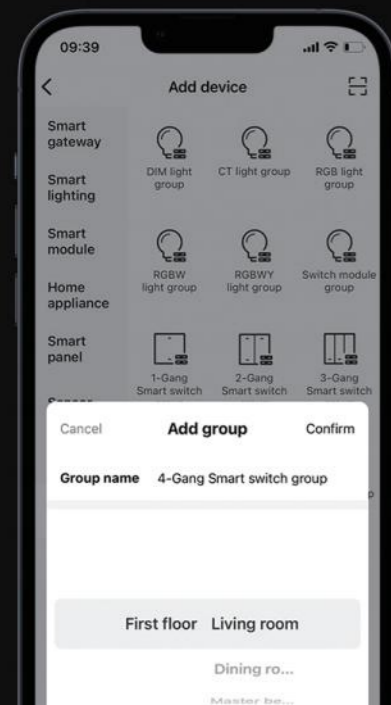 09:39
Add device
Smart
gateway
Smart
lighting
Smart
module
Home
appliance
Smart
panel
DIM light
group
CT light group
RGB light
group
RGBW
light group
RGBWY
light group
Switch module
group
1-Gang
Smart switch
2-Gang
Smart switch
3-Gang
Smart switch
Cancel
Add group
Confirm
Group name
4-Gang Smart switch group
First floor
Living room
Dining ro...